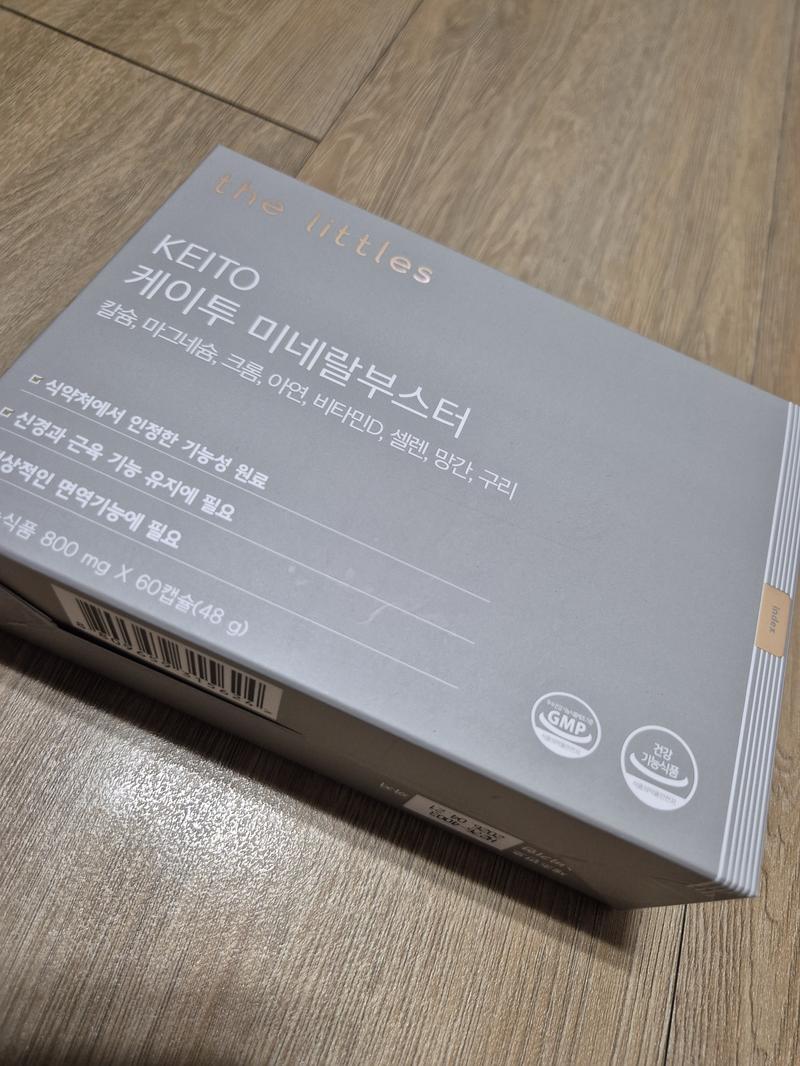 the littles
KEITO
케이투 미네랄부스터
칼슘, 마그네슘, 크롬, 아연, 비타민D, 셀렌, 망간, 구리
식약처에서 인정한 기능성 원료
신경과 근육 기능 유지에 필요
상적인 면역기능에 필요
식품 800 mg X 60캡슐(48 g)
index
GMP
건강
기능식품